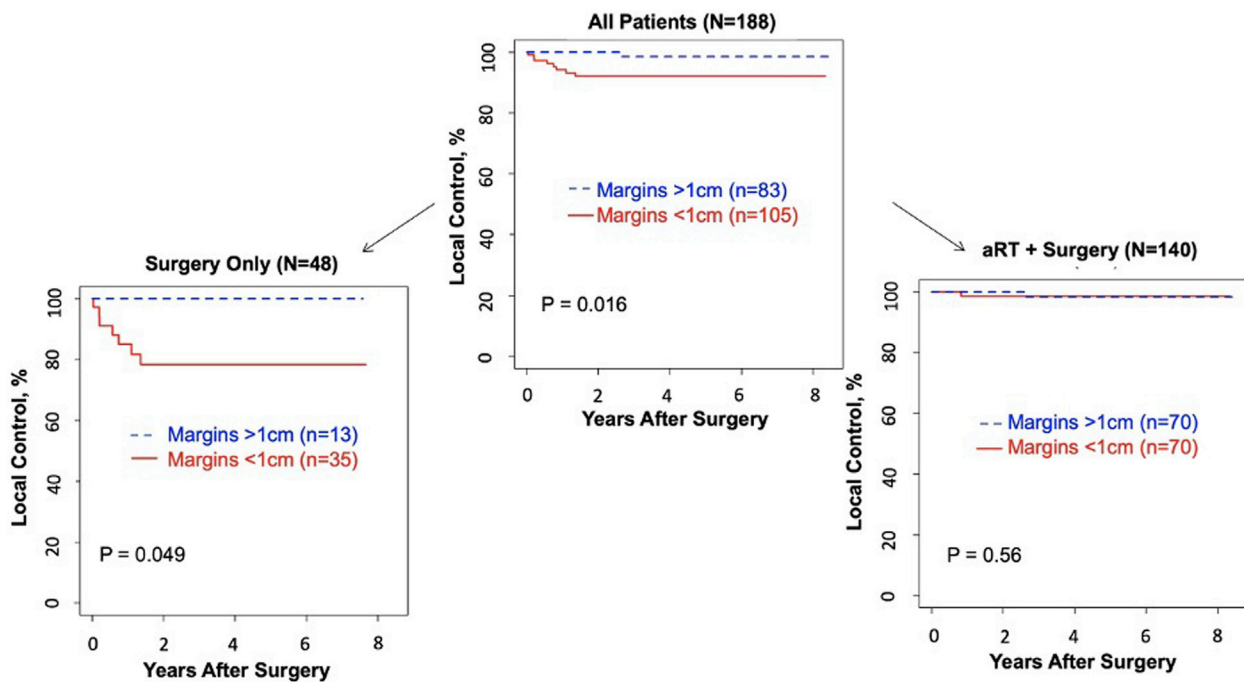 All Patients (N=188)
100
80
60
40
20
0
Local Control, %
Margins >1cm (n=83)
Margins <1cm (n=105)
P = 0.016
0 2 4 6 8
Years After Surgery
Surgery Only (N=48)
100
80
60
40
20
0
Local Control, %
Margins >1cm (n=13)
Margins <1cm (n=35)
P = 0.049
0 2 4 6 8
Years After Surgery
aRT + Surgery (N=140)
100
80
60
40
20
0
Local Control, %
Margins >1cm (n=70)
Margins <1cm (n=70)
P = 0.56
0 2 4 6 8
Years After Surgery